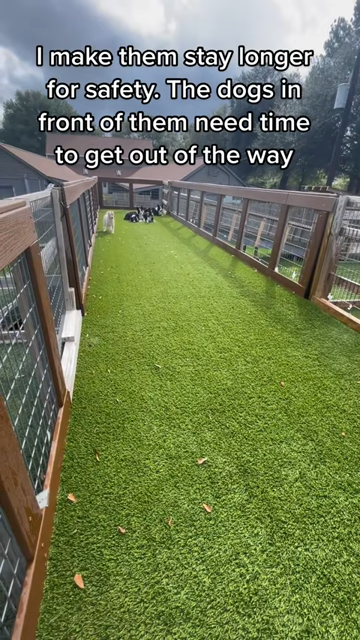 I make them stay longer
for safety. The dogs in
front of them need time
to get out of the way